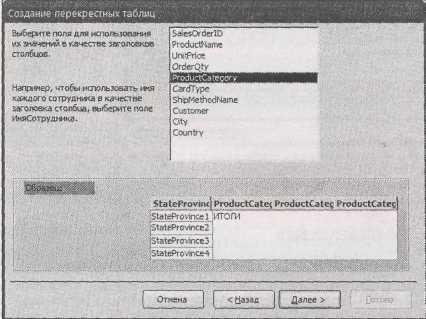 Создание перекрестных таблиц
Выберите поля для использования
их значений в качестве заголовков
столбцов.
Например, чтобы использовать имя
каждого сотрудника в качестве
заголовка столбца, выберите поле
ИмяСотрудника.
SalesOrderID
ProductName
UnitPrice
OrderQty
ProductCategory
CardType
ShipMethodName
Customer
City
Country
Образец:
StateProvinc ProductCateg ProductCateg ProductCateg
StateProvince1 ИТОГИ
StateProvince2
StateProvince3
StateProvince4
Отмена < Назад Далее > Готово